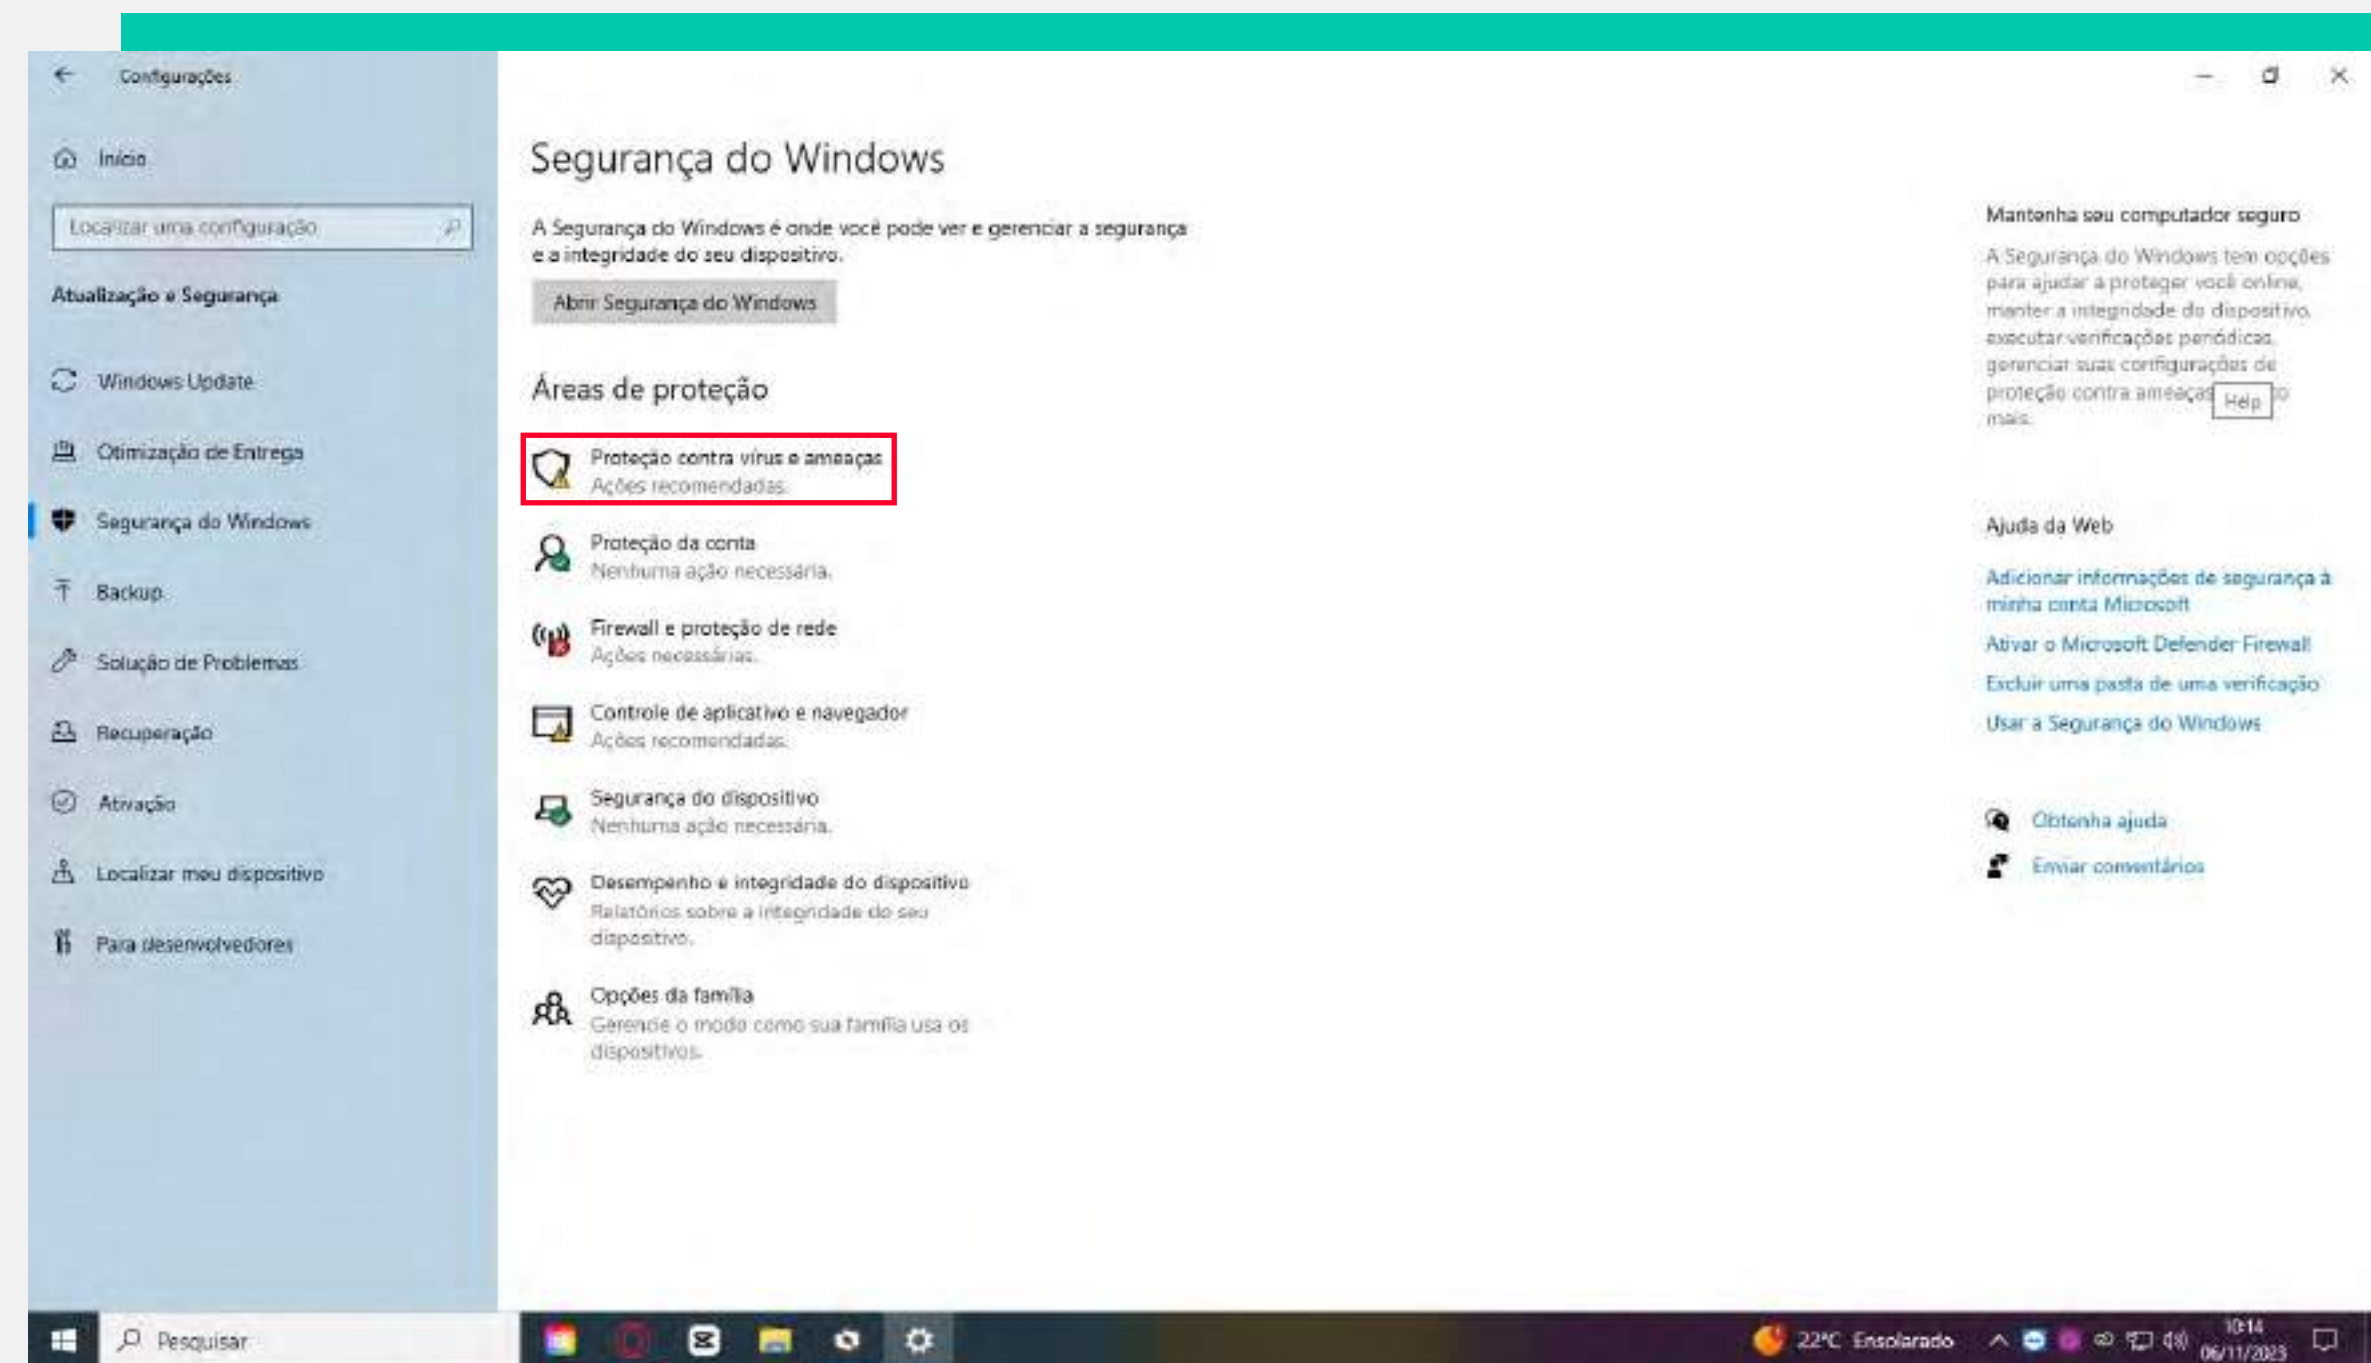 Configurações
Início
Localizar uma configuração
Atualização e Segurança
Windows Update
Otimização de Entrega
Segurança do Windows
Backup
Solução de Problemas
Recuperação
Ativação
Localizar meu dispositivo
Para desenvolvedores
Segurança do Windows
A Segurança do Windows é onde você pode ver e gerenciar a segurança
e a integridade do seu dispositivo.
Abrir Segurança do Windows
Áreas de proteção
Proteção contra vírus e ameaças
Ações recomendadas.
Proteção da conta
Nenhuma ação necessária.
Firewall e proteção de rede
Ações necessárias.
Controle de aplicativo e navegador
Ações recomendadas.
Segurança do dispositivo
Nenhuma ação necessária.
Desempenho e integridade do dispositivo
Relatórios sobre a integridade do seu
dispositivo.
Opções da família
Gerencie o modo como sua família usa os
dispositivos.
Mantenha seu computador seguro
A Segurança do Windows tem opções
para ajudar a proteger você online,
manter a integridade do dispositivo,
executar verificações periódicas,
gerenciar suas configurações de
proteção contra ameaças
Help
mais.
Ajuda da Web
Adicionar informações de segurança à
minha conta Microsoft
Ativar o Microsoft Defender Firewall
Excluir uma pasta de uma verificação
Usar a Segurança do Windows
Obtenha ajuda
Enviar comentários
Pesquisar
22°C Ensolarado
10:14
06/11/2023